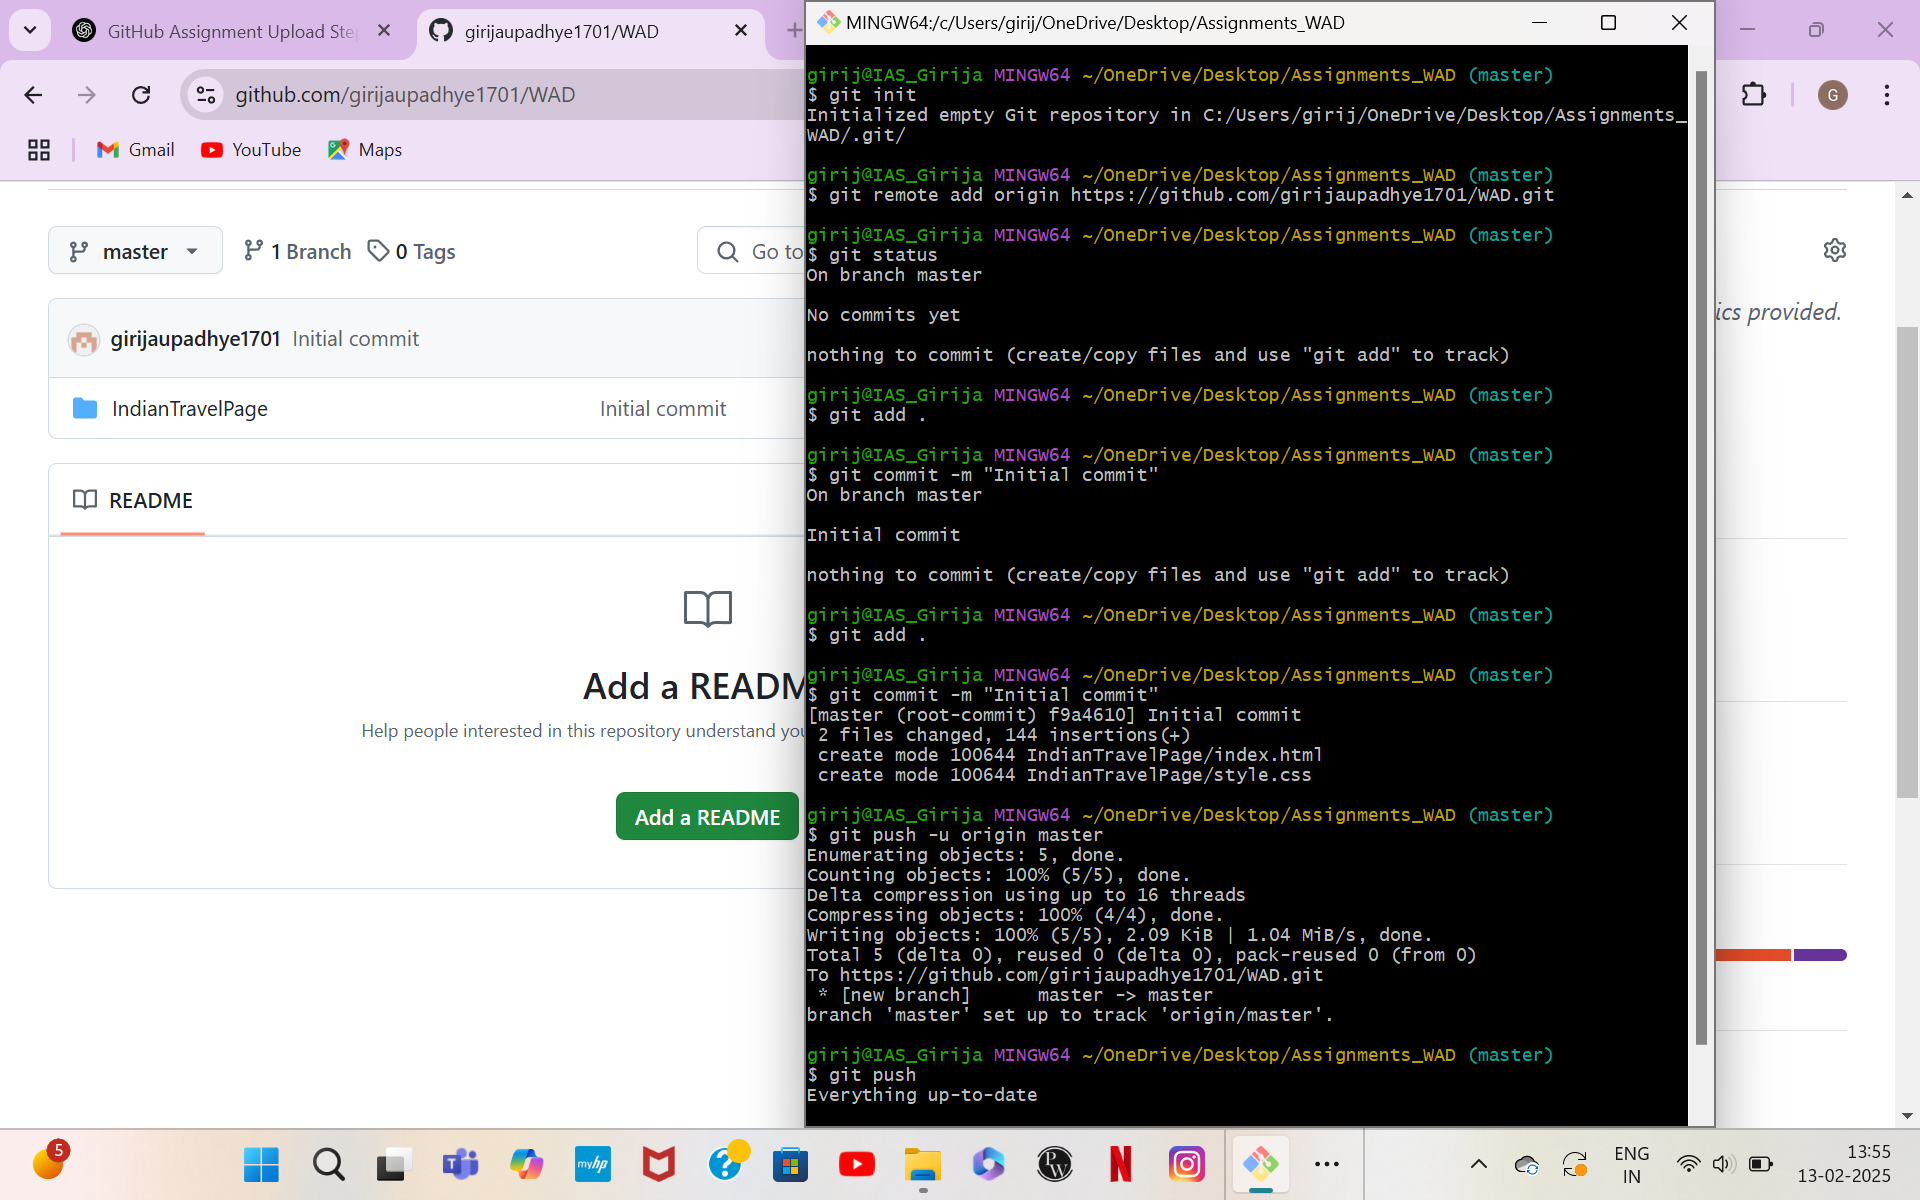 GitHub Assignment Upload Ste
girijaupadhye1701/WAD
github.com/girijaupadhye1701/WAD
G
Gmail
YouTube
Maps
master
1 Branch
0 Tags
Go to
girijaupadhye1701 Initial commit
IndianTravelPage Initial commit
README
Add a READM
Help people interested in this repository understand you
Add a README
ics provided.
MINGW64:/c/Users/girij/OneDrive/Desktop/Assignments_WAD
girij@IAS_Girija MINGW64 ~/OneDrive/Desktop/Assignments_WAD (master)
$ git init
Initialized empty Git repository in C:/Users/girij/OneDrive/Desktop/Assignments_
WAD/.git/
girij@IAS_Girija MINGW64 ~/OneDrive/Desktop/Assignments_WAD (master)
$ git remote add origin https://github.com/girijaupadhye1701/WAD.git
girij@IAS_Girija MINGW64 ~/OneDrive/Desktop/Assignments_WAD (master)
$ git status
On branch master
No commits yet
nothing to commit (create/copy files and use "git add" to track)
girij@IAS_Girija MINGW64 ~/OneDrive/Desktop/Assignments_WAD (master)
$ git add .
girij@IAS_Girija MINGW64 ~/OneDrive/Desktop/Assignments_WAD (master)
$ git commit -m "Initial commit"
On branch master
Initial commit
nothing to commit (create/copy files and use "git add" to track)
girij@IAS_Girija MINGW64 ~/OneDrive/Desktop/Assignments_WAD (master)
$ git add .
girij@IAS_Girija MINGW64 ~/OneDrive/Desktop/Assignments_WAD (master)
$ git commit -m "Initial commit"
[master (root-commit) f9a4610] Initial commit
2 files changed, 144 insertions(+)
create mode 100644 IndianTravelPage/index.html
create mode 100644 IndianTravelPage/style.css
girij@IAS_Girija MINGW64 ~/OneDrive/Desktop/Assignments_WAD (master)
$ git push -u origin master
Enumerating objects: 5, done.
Counting objects: 100% (5/5), done.
Delta compression using up to 16 threads
Compressing objects: 100% (4/4), done.
Writing objects: 100% (5/5), 2.09 KiB | 1.04 MiB/s, done.
Total 5 (delta 0), reused 0 (delta 0), pack-reused 0 (from 0)
To https://github.com/girijaupadhye1701/WAD.git
* [new branch] master -> master
branch 'master' set up to track 'origin/master'.
girij@IAS_Girija MINGW64 ~/OneDrive/Desktop/Assignments_WAD (master)
$ git push
Everything up-to-date
5
myhp
PW
N
ENG
IN
13:55
13-02-2025